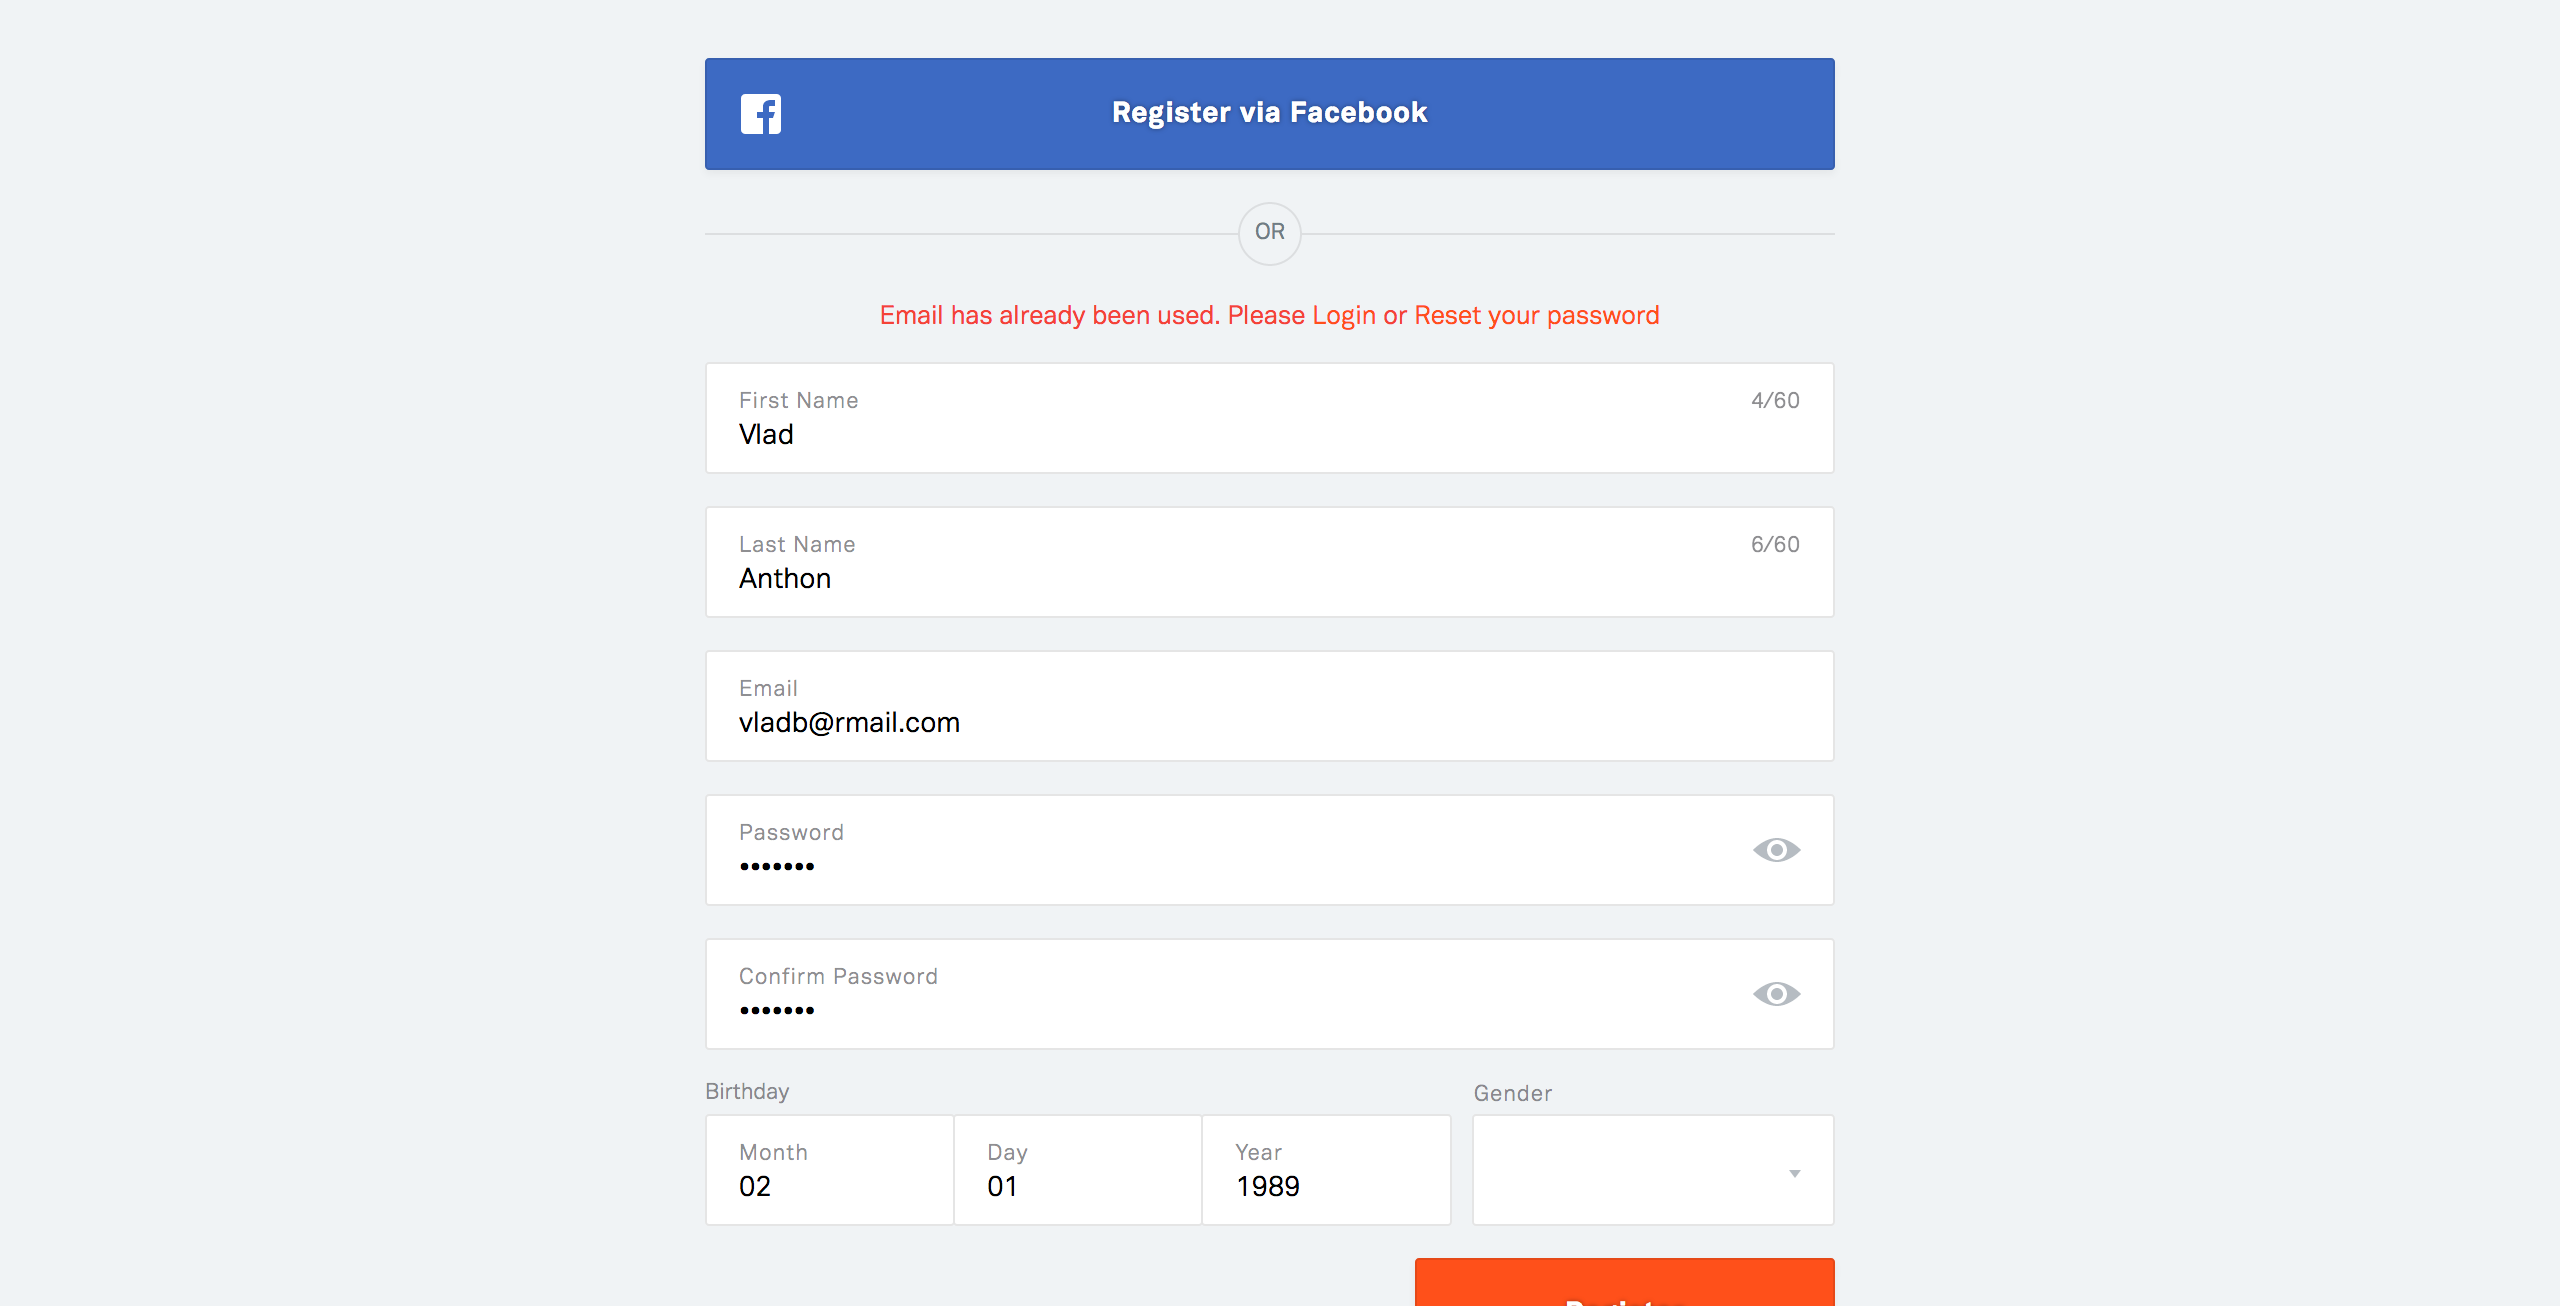 Register via Facebook
OR
Email has already been used. Please Login or Reset your password
First Name 4/60
Vlad
Last Name 6/60
Anthon
Email
vladb@rmail.com
Password
•••••••
Confirm Password
•••••••
Birthday Gender
Month Day Year
02 01 1989